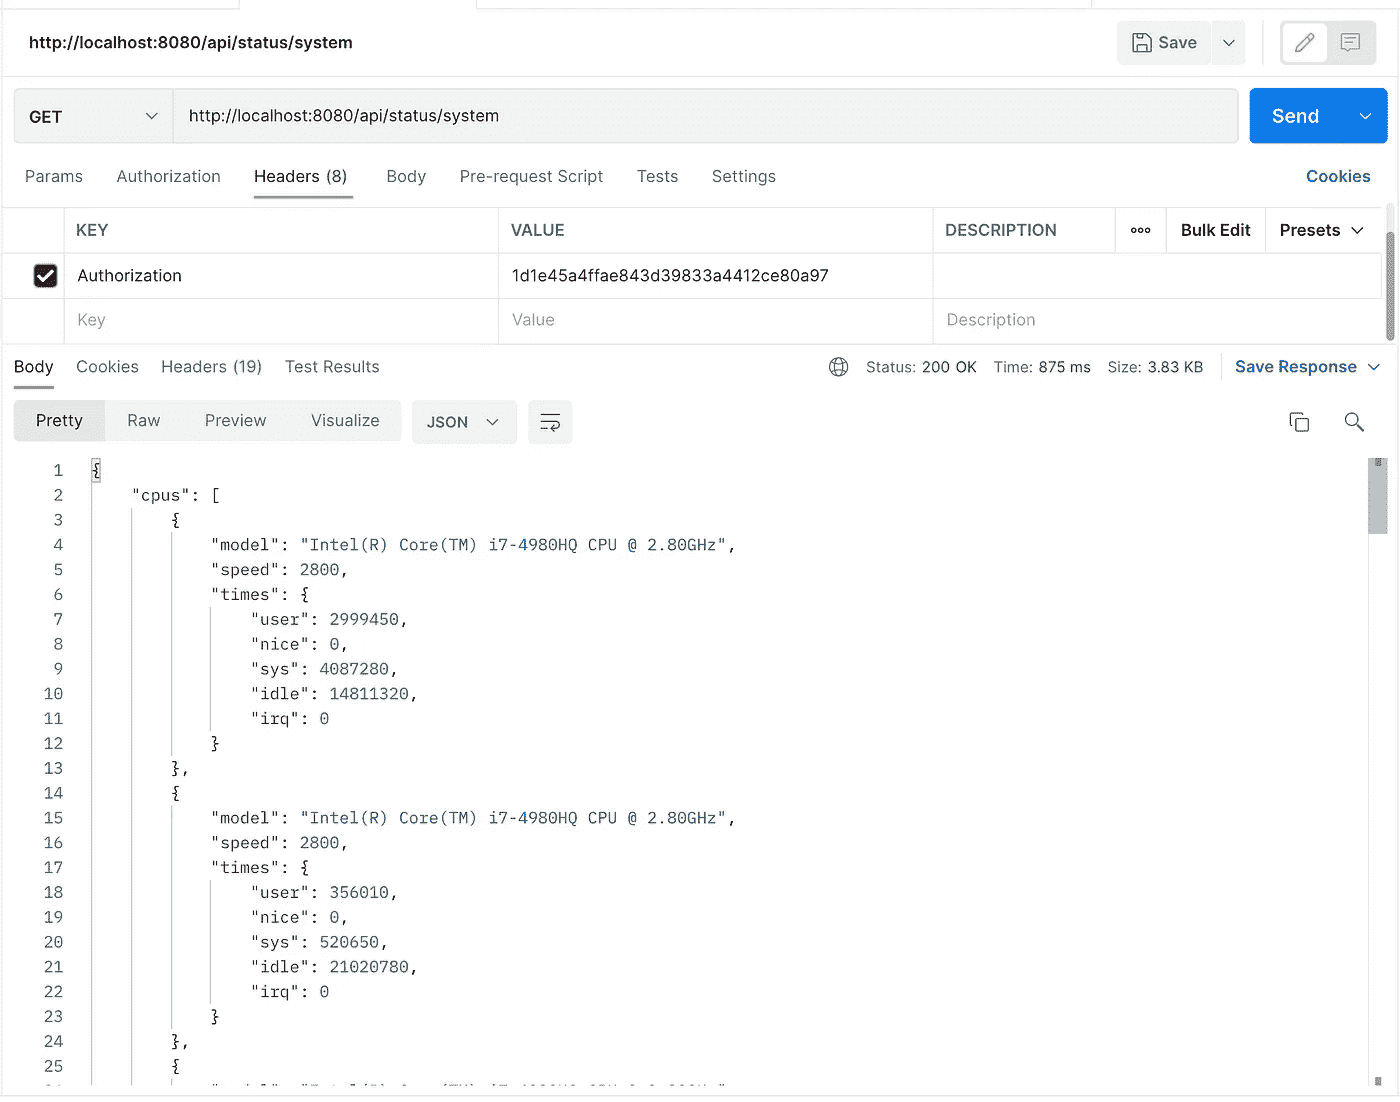 http://localhost:8080/api/status/system
Save
GET http://localhost:8080/api/status/system Send
Params Authorization Headers (8) Body Pre-request Script Tests Settings Cookies
KEY VALUE DESCRIPTION ooo Bulk Edit Presets
Authorization 1d1e45a4ffae843d39833a4412ce80a97
Key Value Description
Body Cookies Headers (19) Test Results Status: 200 OK Time: 875 ms Size: 3.83 KB Save Response
Pretty Raw Preview Visualize JSON
1 {
2 "cpus": [
3 {
4 "model": "Intel(R) Core(TM) i7-4980HQ CPU @ 2.80GHz",
5 "speed": 2800,
6 "times": {
7 "user": 2999450,
8 "nice": 0,
9 "sys": 4087280,
10 "idle": 14811320,
11 "irq": 0
12 }
13 },
14 {
15 "model": "Intel(R) Core(TM) i7-4980HQ CPU @ 2.80GHz",
16 "speed": 2800,
17 "times": {
18 "user": 356010,
19 "nice": 0,
20 "sys": 520650,
21 "idle": 21020780,
22 "irq": 0
23 }
24 },
25 {